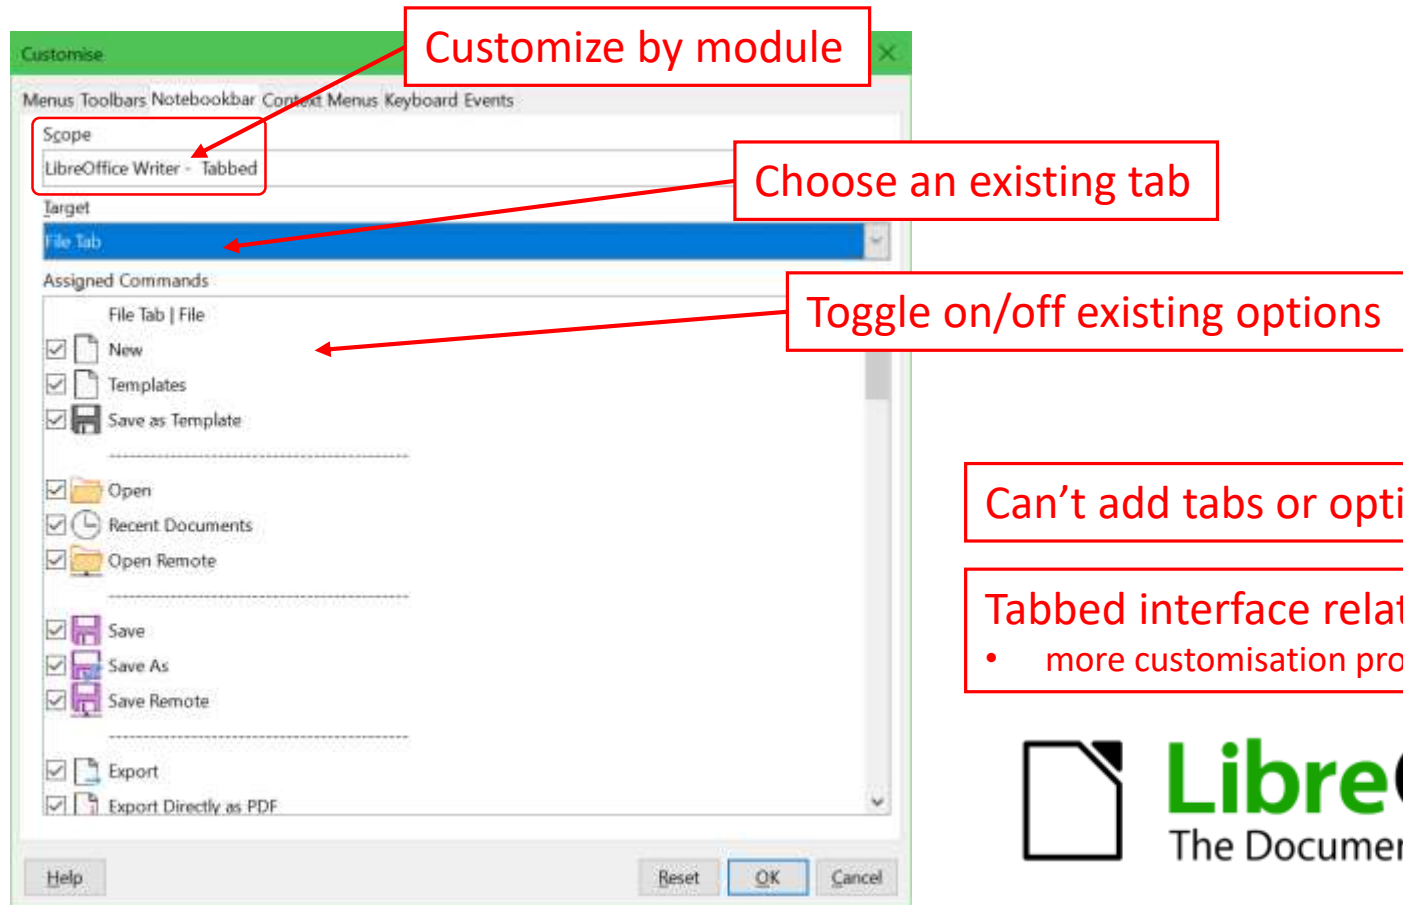 Customize by module
Customise
Menus Toolbars Notebookbar Context Menus Keyboard Events
Scope
LibreOffice Writer - Tabbed
Choose an existing tab
Target
File Tab
Assigned Commands
File Tab | File
Toggle on/off existing options
New
Templates
Save as Template
Open
Can't add tabs or opti
Recent Documents
Open Remote
Tabbed interface relat
• more customisation pro
Save
Save As
Save Remote
Export
Export Directly as PDF
Libre
The Documen
Help
Reset
OK
Cancel